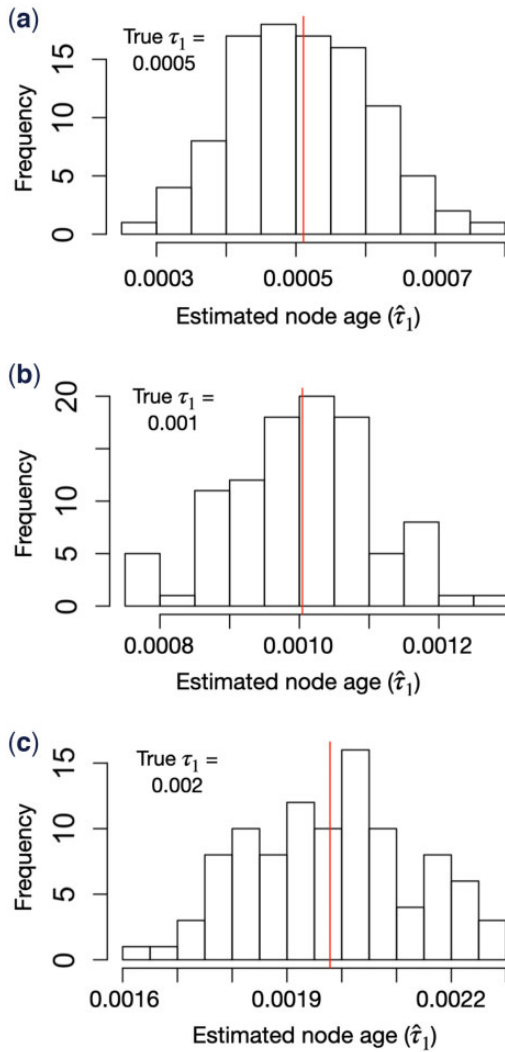 (a)
True τ₁ =
0.0005
Frequency
15
10
5
0
0.0003 0.0005 0.0007
Estimated node age (τ̂₁)
(b)
True τ₁ =
0.001
Frequency
20
10
5
0
0.0008 0.0010 0.0012
Estimated node age (τ̂₁)
(c)
True τ₁ =
0.002
Frequency
15
10
5
0
0.0016 0.0019 0.0022
Estimated node age (τ̂₁)